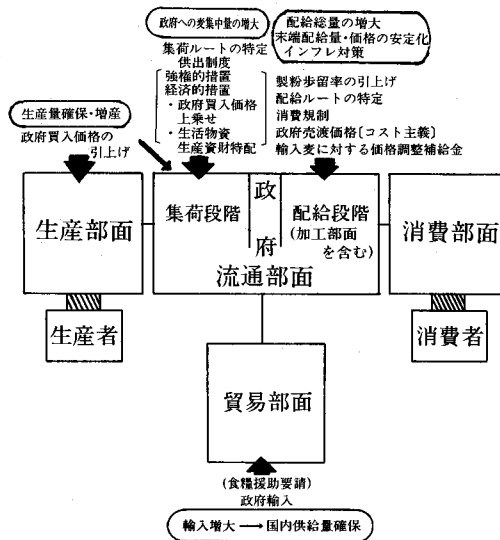 政府への麦集中量の増大
集荷ルートの特定
供出制度
強権的措置
経済的措置
・政府買入価格
上乗せ
・生活物資
生産資財特配
配給総量の増大
末端配給量・価格の安定化
インフレ対策
製粉歩留率の引上げ
配給ルートの特定
消費規制
政府売渡価格〔コスト主義〕
輸入麦に対する価格調整補給金
生産量確保・増産
政府買入価格の
引上げ
生産部面
集荷段階
政
府
配給段階
(加工部面
を含む)
流通部面
消費部面
生産者
消費者
貿易部面
(食糧援助要請)
政府輸入
輸入増大→国内供給量確保